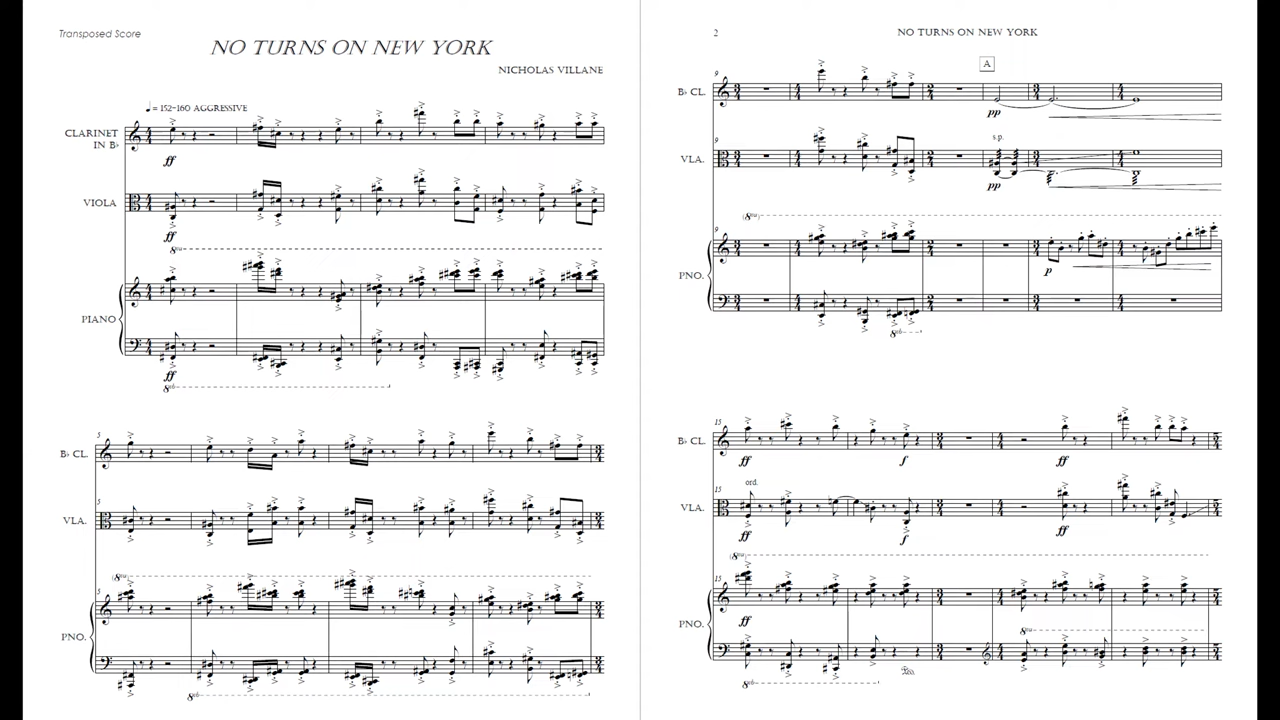 Transposed Score
NO TURNS ON NEW YORK
NICHOLAS VILLANE
♩ = 152-160 AGGRESSIVE
CLARINET
IN B♭
ff
VIOLA
ff
8va
PIANO
ff
8vb
5
B♭ CL.
5
VLA.
8va
5
PNO.
8vb
2
NO TURNS ON NEW YORK
A
9
B♭ CL.
pp
9
s.p.
VLA.
pp
(8va)
9
p
PNO.
8vb
15
B♭ CL.
ff
f
ff
15
ord.
VLA.
ff
f
ff
(8va)
15
ff
PNO.
8va
8vb